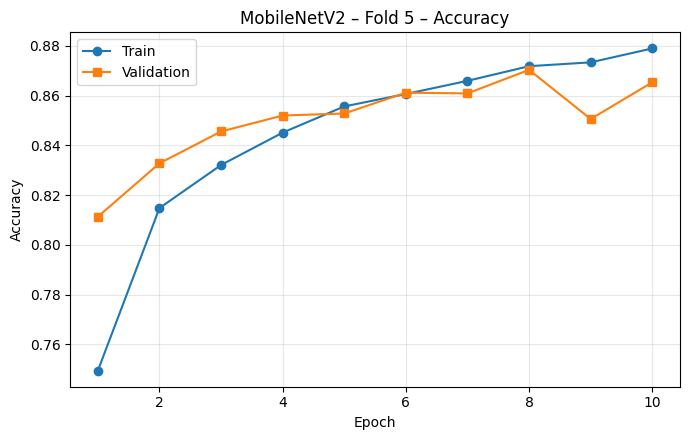 MobileNetV2 – Fold 5 – Accuracy
Train
Validation
0.88
0.86
0.84
0.82
0.80
0.78
0.76
Accuracy
2
4
6
8
10
Epoch